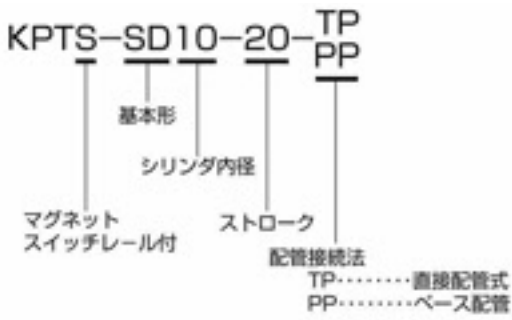 KPTS-SD10-20-TP
PP
基本形
シリンダ内径
マグネット
スイッチレール付
ストローク
配管接続法
TP‥‥‥‥直接配管式
PP‥‥‥‥ベース配管